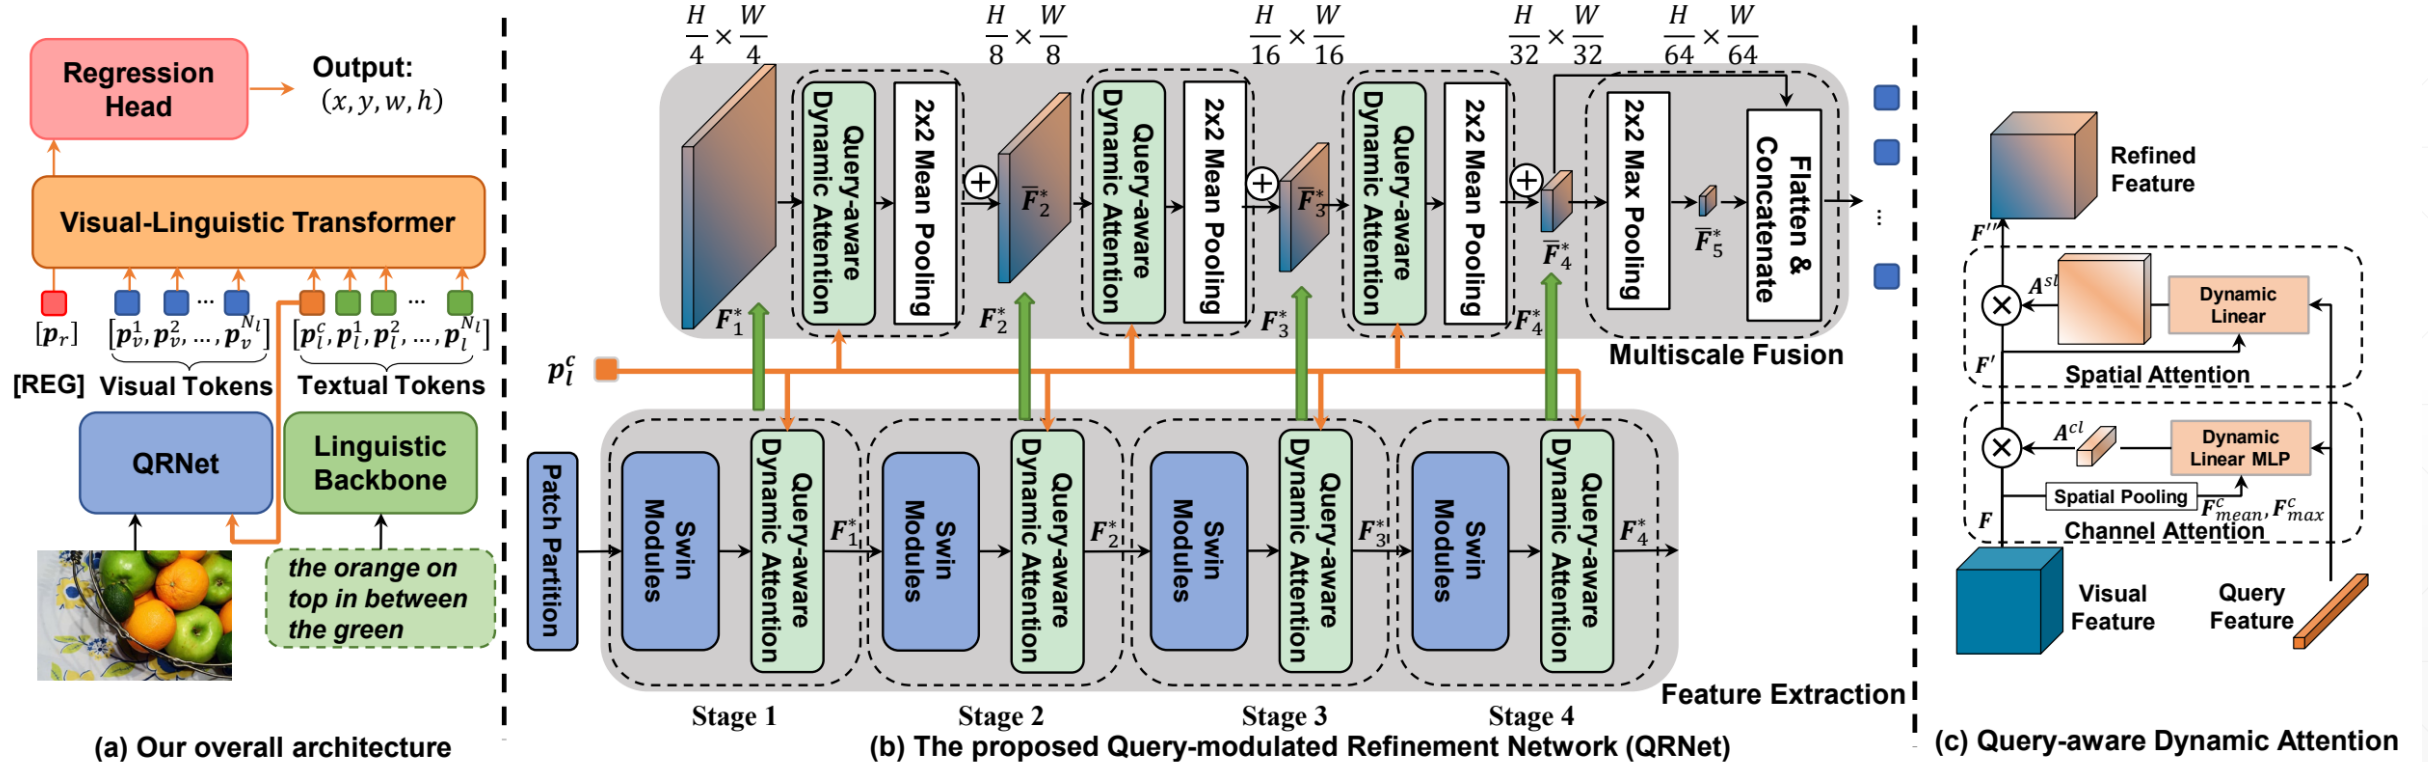 Regression
Head
Output:
(x, y, w, h)
Visual-Linguistic Transformer
[p_r]
[p_v^1, p_v^2, ..., p_v^{N_l}]
[p_l^c, p_l^1, p_l^2, ..., p_l^{N_l}]
[REG]
Visual Tokens
Textual Tokens
QRNet
Linguistic
Backbone
the orange on
top in between
the green
(a) Our overall architecture
H/4 × W/4
H/8 × W/8
H/16 × W/16
H/32 × W/32
H/64 × W/64
Query-aware
Dynamic Attention
2x2 Mean Pooling
Query-aware
Dynamic Attention
2x2 Mean Pooling
Query-aware
Dynamic Attention
2x2 Mean Pooling
2x2 Max Pooling
Flatten &
Concatenate
F̅_2^*
F̅_3^*
F̅_4^*
F̅_5^*
F_1^*
F_2^*
F_3^*
F_4^*
...
Multiscale Fusion
p_l^c
Patch Partition
Swin
Modules
Query-aware
Dynamic Attention
F_1^*
Swin
Modules
Query-aware
Dynamic Attention
F_2^*
Swin
Modules
Query-aware
Dynamic Attention
F_3^*
Swin
Modules
Query-aware
Dynamic Attention
F_4^*
Feature Extraction
Stage 1
Stage 2
Stage 3
Stage 4
(b) The proposed Query-modulated Refinement Network (QRNet)
Refined
Feature
F''
A^{sl}
Dynamic
Linear
F'
Spatial Attention
A^{cl}
Dynamic
Linear MLP
Spatial Pooling
F_{mean}^c, F_{max}^c
F
Channel Attention
Visual
Feature
Query
Feature
(c) Query-aware Dynamic Attention